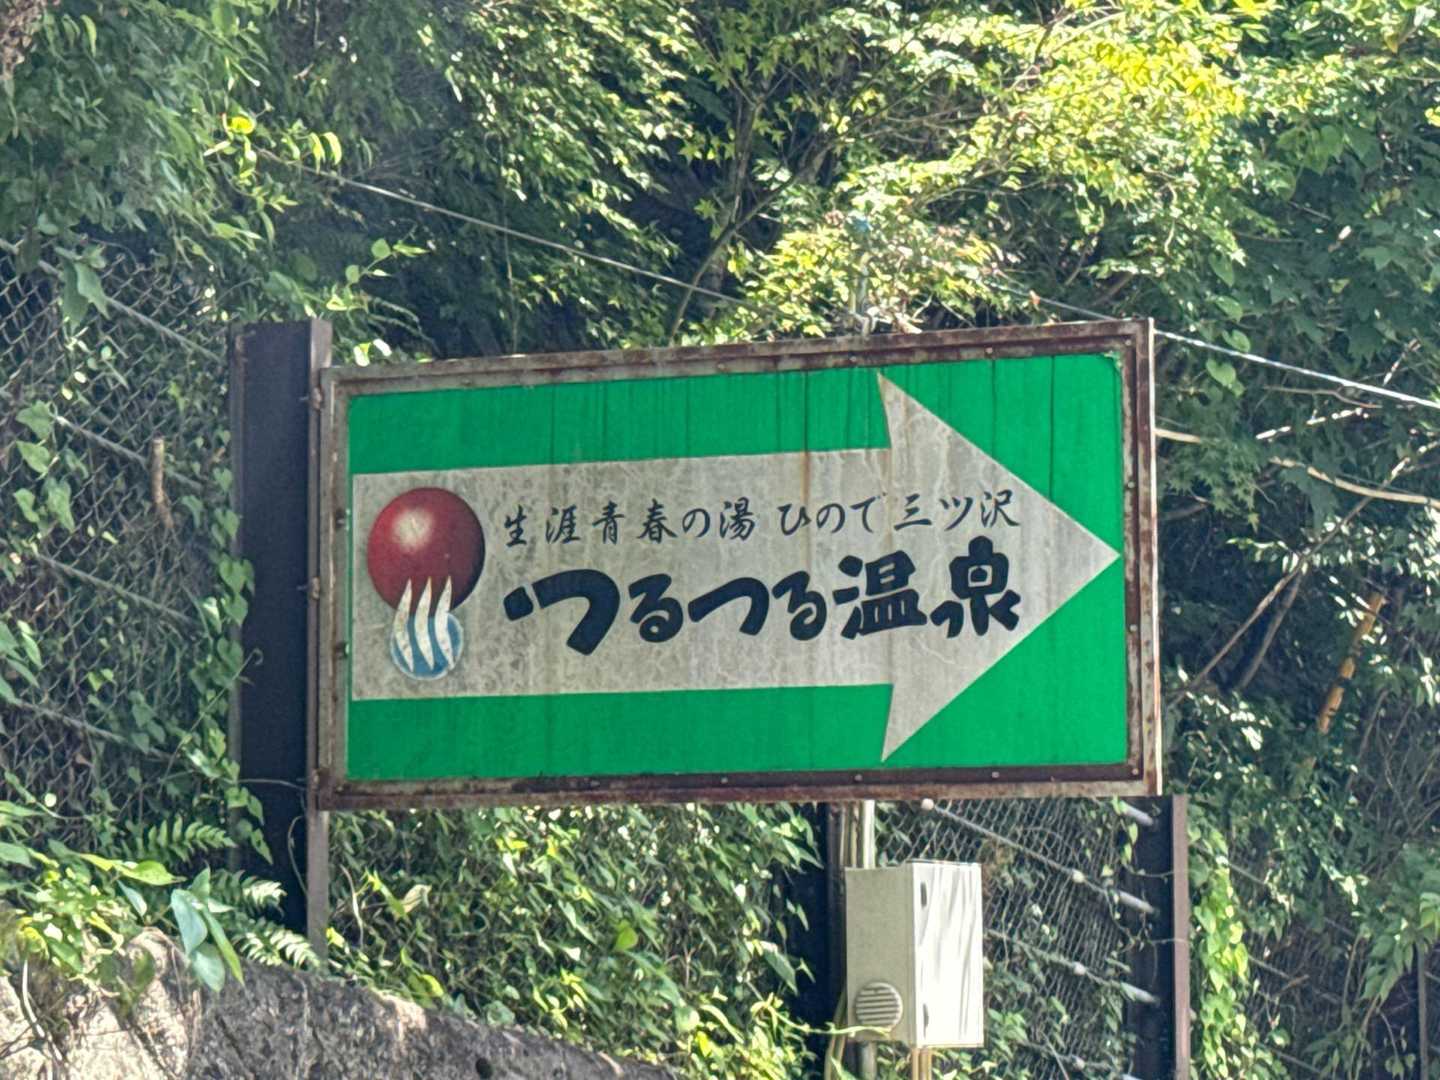 生涯青春の湯 ひので三ツ沢
つるつる温泉